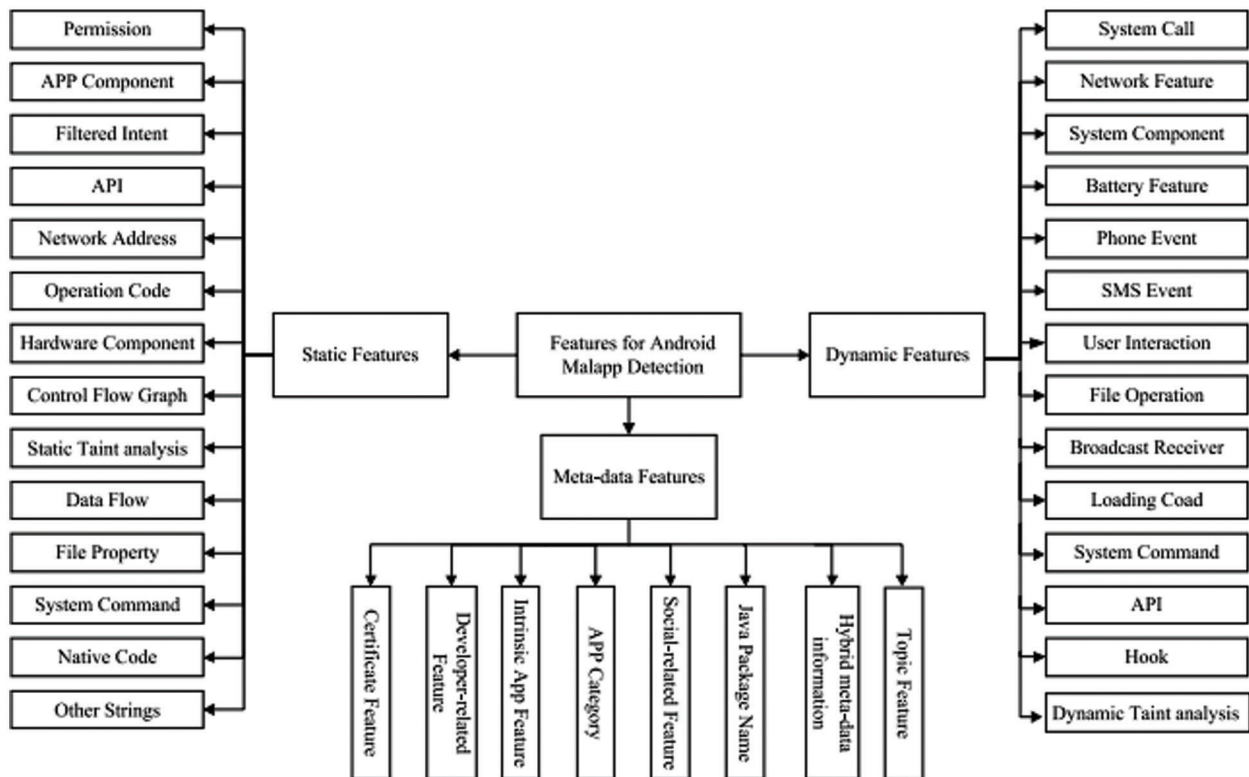 Permission
APP Component
Filtered Intent
API
Network Address
Operation Code
Hardware Component
Control Flow Graph
Static Taint analysis
Data Flow
File Property
System Command
Native Code
Other Strings
Static Features
Features for Android
Malapp Detection
Dynamic Features
Meta-data Features
Certificate Feature
Developer-related
Feature
Intrinsic App Feature
APP Category
Social-related Feature
Java Package Name
Hybrid meta-data
information
Topic Feature
System Call
Network Feature
System Component
Battery Feature
Phone Event
SMS Event
User Interaction
File Operation
Broadcast Receiver
Loading Coad
System Command
API
Hook
Dynamic Taint analysis